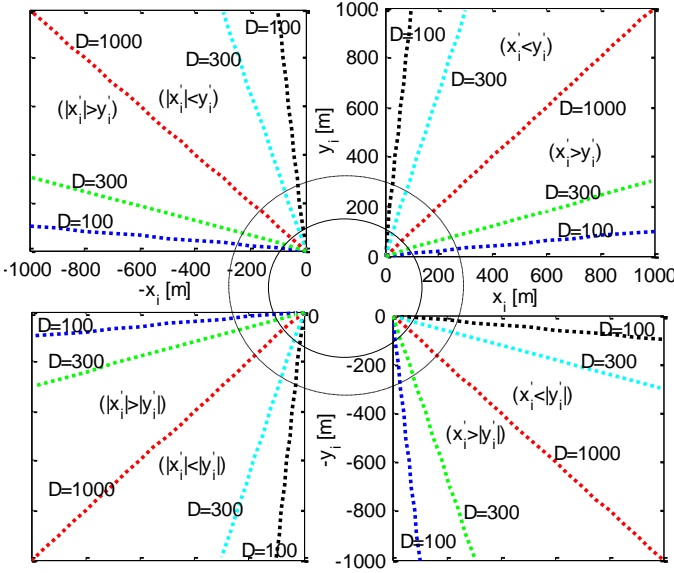 D=1000
D=100
D=300
(|x'i|>y'i)
(|x'i|<y'i)
D=300
D=100
-1000 -800 -600 -400 -200 0
-xi [m]
1000
800
600
400
200
0
yi [m]
D=100
(x'i<y'i)
D=300
D=1000
(x'i>y'i)
D=300
D=100
0 200 400 600 800 1000
xi [m]
D=100
D=300
(|x'i|>|y'i|)
(|x'i|<|y'i|)
D=1000
D=300
D=100
0
0
-200
-400
-600
-800
-1000
-yi [m]
D=100
D=300
(x'i<|y'i|)
(x'i>|y'i|)
D=1000
D=300
D=100